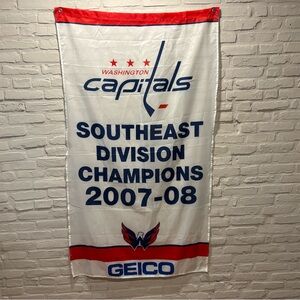 WASHINGTON
capitals
SOUTHEAST
DIVISION
CHAMPIONS
2007-08
GEICO